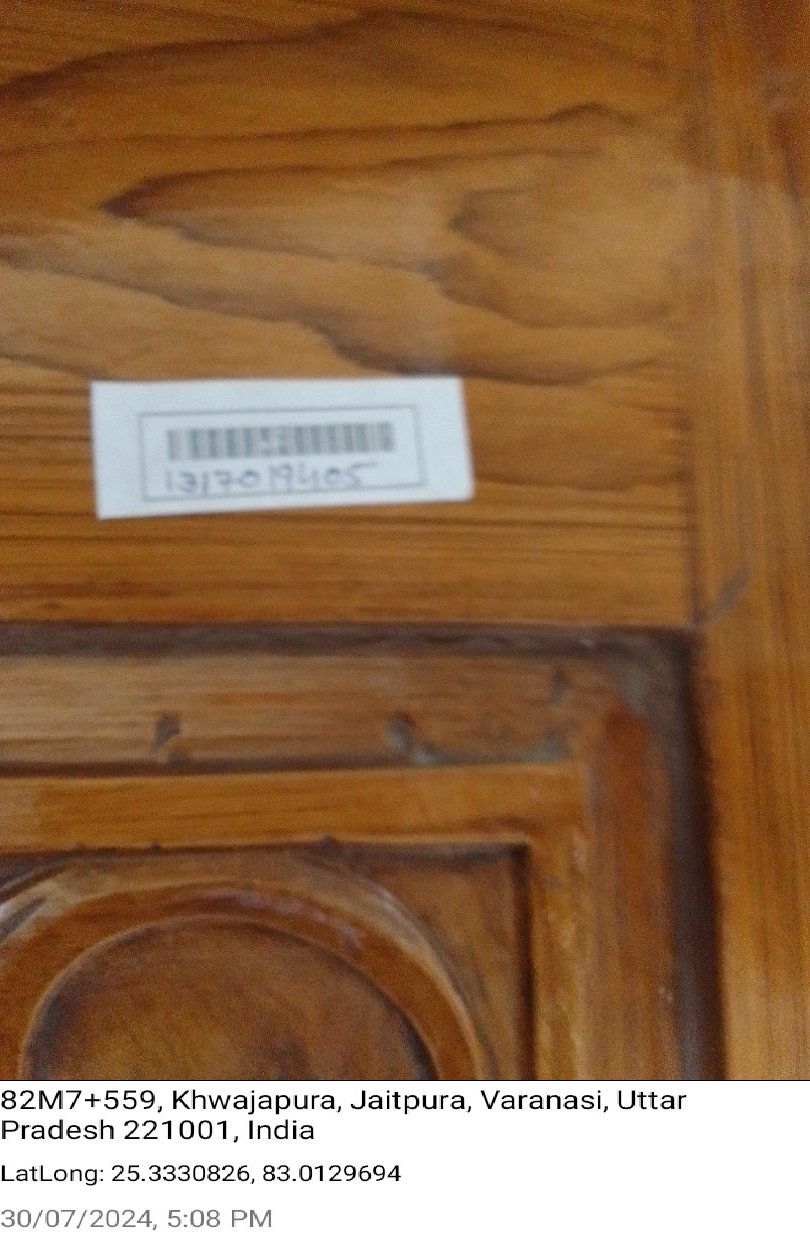 1317019405
82M7+559, Khwajapura, Jaitpura, Varanasi, Uttar
Pradesh 221001, India
LatLong: 25.3330826, 83.0129694
30/07/2024, 5:08 PM